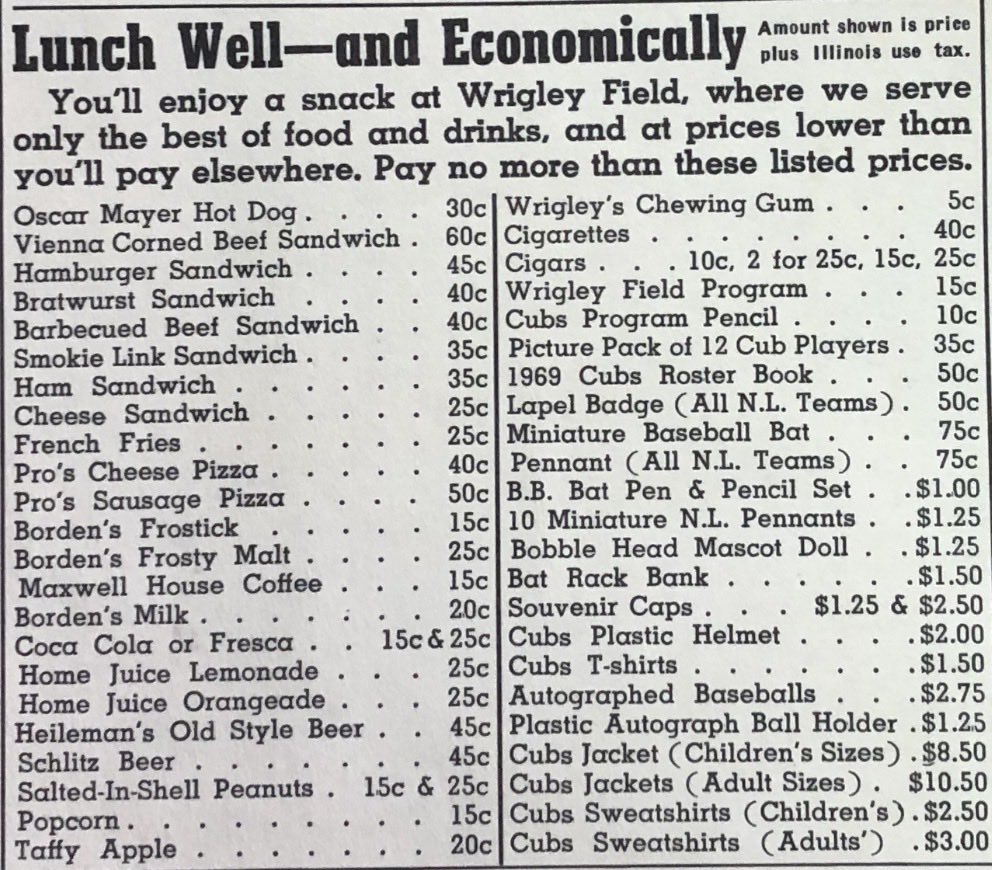 Lunch Well—and Economically
Amount shown is price
plus Illinois use tax.
You'll enjoy a snack at Wrigley Field, where we serve
only the best of food and drinks, and at prices lower than
you'll pay elsewhere. Pay no more than these listed prices.
Oscar Mayer Hot Dog . . . . 30c
Vienna Corned Beef Sandwich . 60c
Hamburger Sandwich . . . . 45c
Bratwurst Sandwich . . . . 40c
Barbecued Beef Sandwich . . 40c
Smokie Link Sandwich . . . . 35c
Ham Sandwich . . . . . . 35c
Cheese Sandwich . . . . . 25c
French Fries . . . . . . . 25c
Pro's Cheese Pizza . . . . . 40c
Pro's Sausage Pizza . . . . 50c
Borden's Frostick . . . . . 15c
Borden's Frosty Malt . . . . 25c
Maxwell House Coffee . . . 15c
Borden's Milk . . . . . . . 20c
Coca Cola or Fresca . . 15c & 25c
Home Juice Lemonade . . . 25c
Home Juice Orangeade . . . 25c
Heileman's Old Style Beer . . 45c
Schlitz Beer . . . . . . . 45c
Salted-In-Shell Peanuts . 15c & 25c
Popcorn . . . . . . . . . 15c
Taffy Apple . . . . . . . 20c
Wrigley's Chewing Gum . . . 5c
Cigarettes . . . . . . . . 40c
Cigars . . . 10c, 2 for 25c, 15c, 25c
Wrigley Field Program . . . 15c
Cubs Program Pencil . . . . 10c
Picture Pack of 12 Cub Players . 35c
1969 Cubs Roster Book . . . 50c
Lapel Badge (All N.L. Teams) . 50c
Miniature Baseball Bat . . . 75c
Pennant (All N.L. Teams) . . 75c
B.B. Bat Pen & Pencil Set . . $1.00
10 Miniature N.L. Pennants . . $1.25
Bobble Head Mascot Doll . . $1.25
Bat Rack Bank . . . . . . $1.50
Souvenir Caps . . . $1.25 & $2.50
Cubs Plastic Helmet . . . . $2.00
Cubs T-shirts . . . . . . . $1.50
Autographed Baseballs . . . $2.75
Plastic Autograph Ball Holder . $1.25
Cubs Jacket (Children's Sizes) . $8.50
Cubs Jackets (Adult Sizes) . $10.50
Cubs Sweatshirts (Children's) . $2.50
Cubs Sweatshirts (Adults') . $3.00